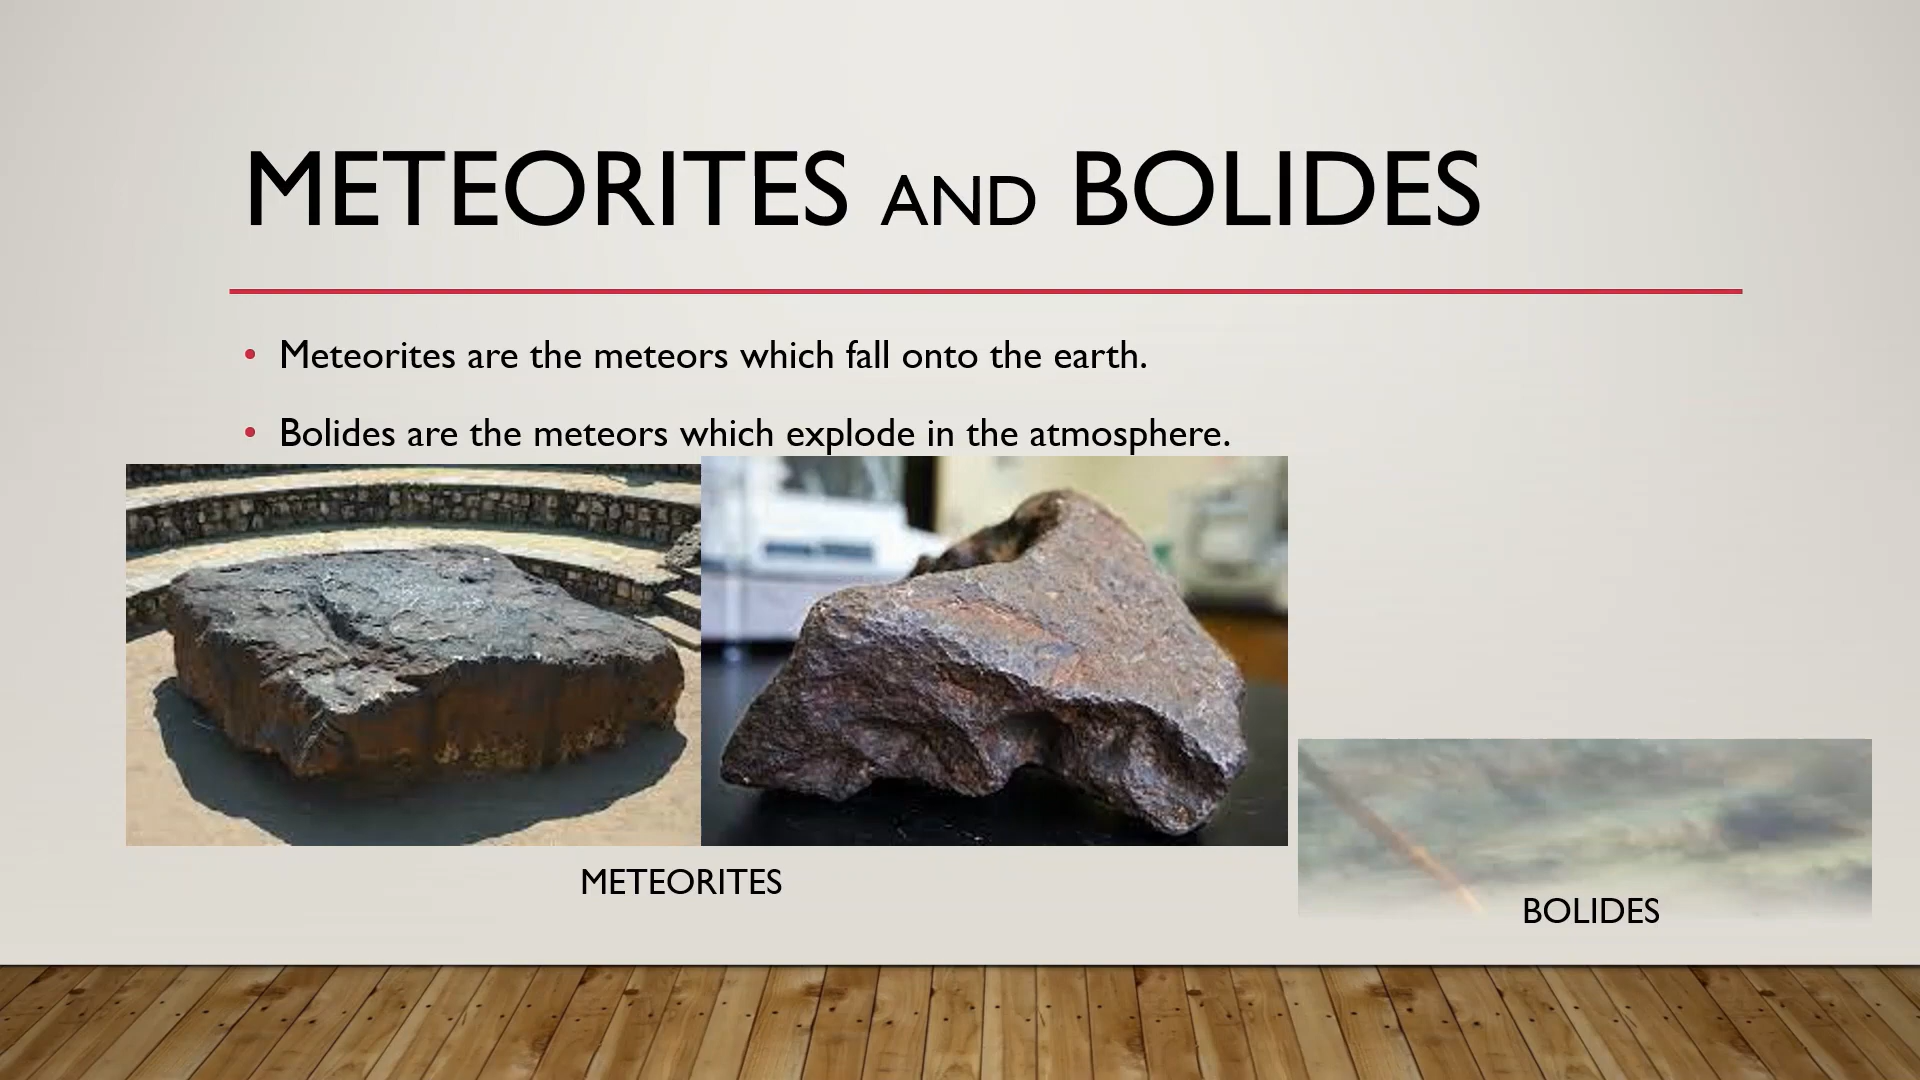 METEORITES AND BOLIDES
• Meteorites are the meteors which fall onto the earth.
• Bolides are the meteors which explode in the atmosphere.
METEORITES
BOLIDES